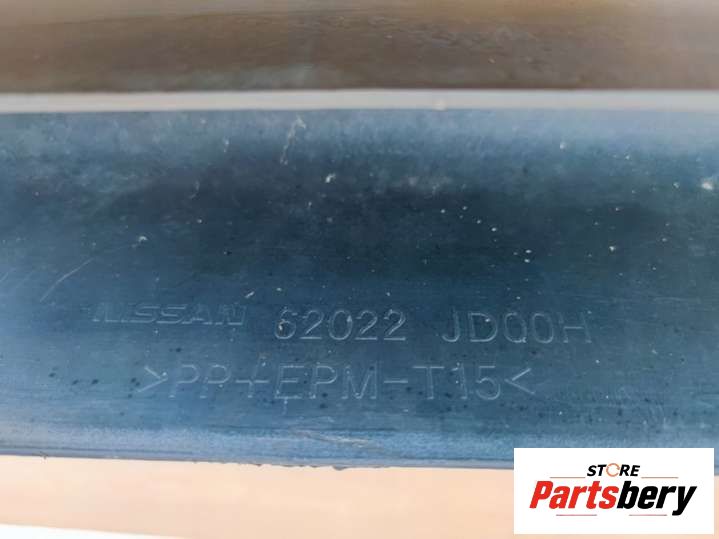 NISSAN 62022 JD00H
>PP+EPM-T15<
STORE
Partsbery